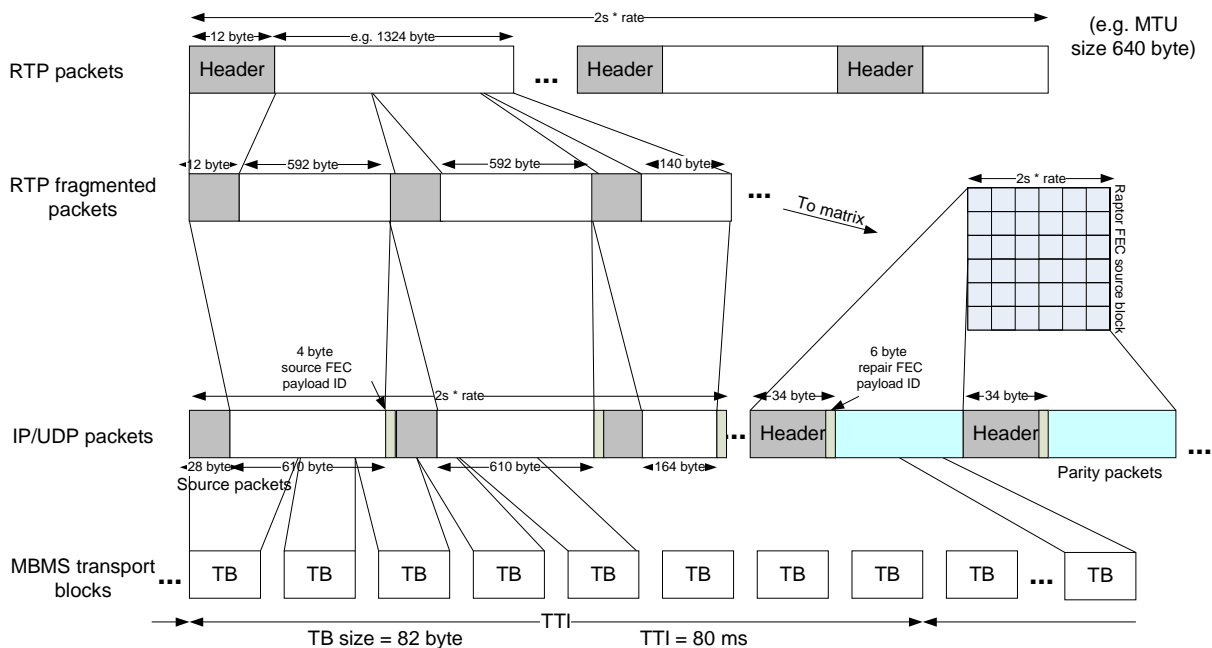 2s * rate
(e.g. MTU
size 640 byte)
12 byte
e.g. 1324 byte
RTP packets
Header
...
Header
Header
12 byte
592 byte
592 byte
140 byte
RTP fragmented
packets
...
To matrix
2s * rate
Raptor FEC source
block
4 byte
source FEC
payload ID
6 byte
repair FEC
payload ID
2s * rate
34 byte
34 byte
IP/UDP packets
...
Header
Header
...
28 byte
610 byte
610 byte
164 byte
Source packets
Parity packets
MBMS transport
blocks
...
TB
TB
TB
TB
TB
TB
TB
TB
TB
...
TB
TTI
TB size = 82 byte
TTI = 80 ms